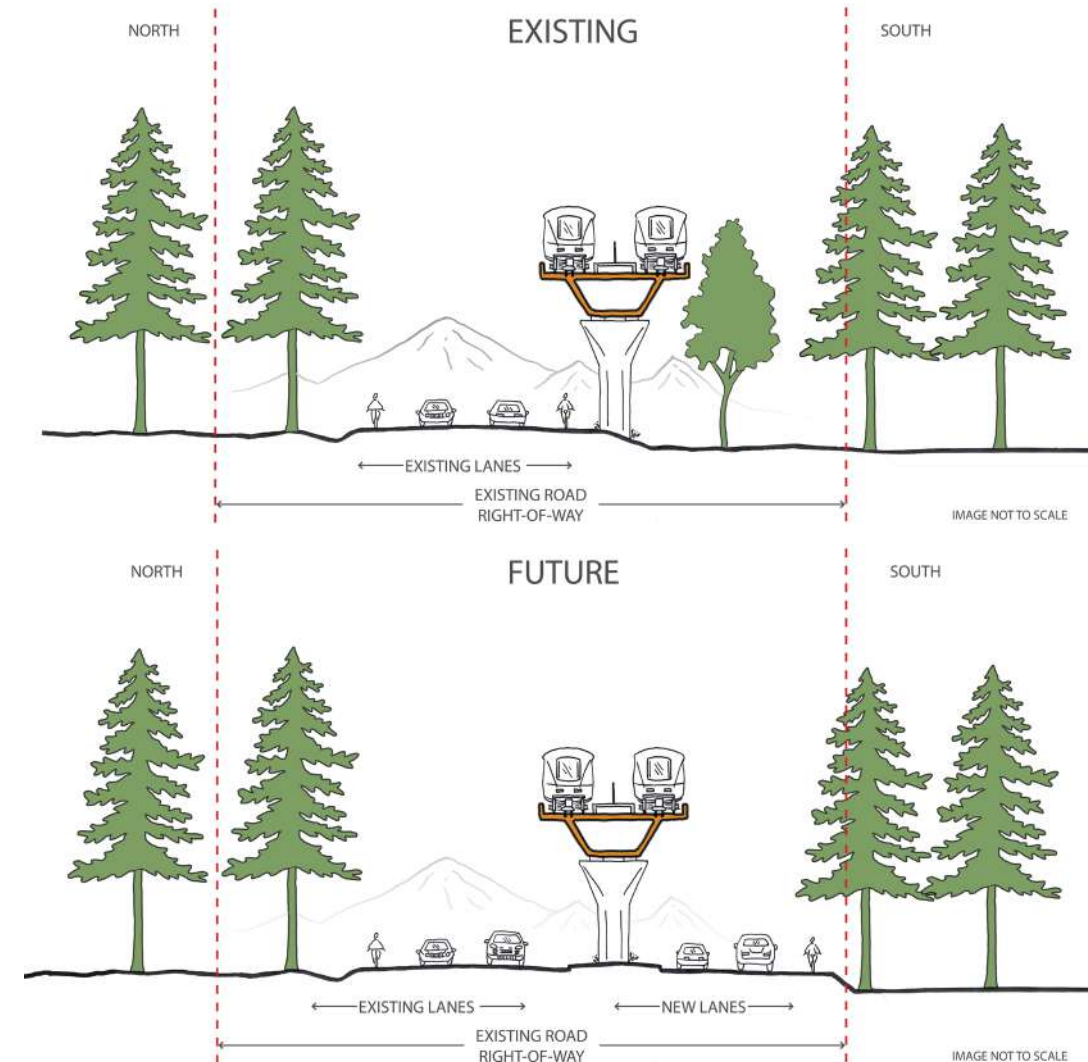 NORTH
EXISTING
SOUTH
EXISTING LANES
EXISTING ROAD
RIGHT-OF-WAY
IMAGE NOT TO SCALE
NORTH
FUTURE
SOUTH
EXISTING LANES
NEW LANES
EXISTING ROAD
RIGHT-OF-WAY
IMAGE NOT TO SCALE